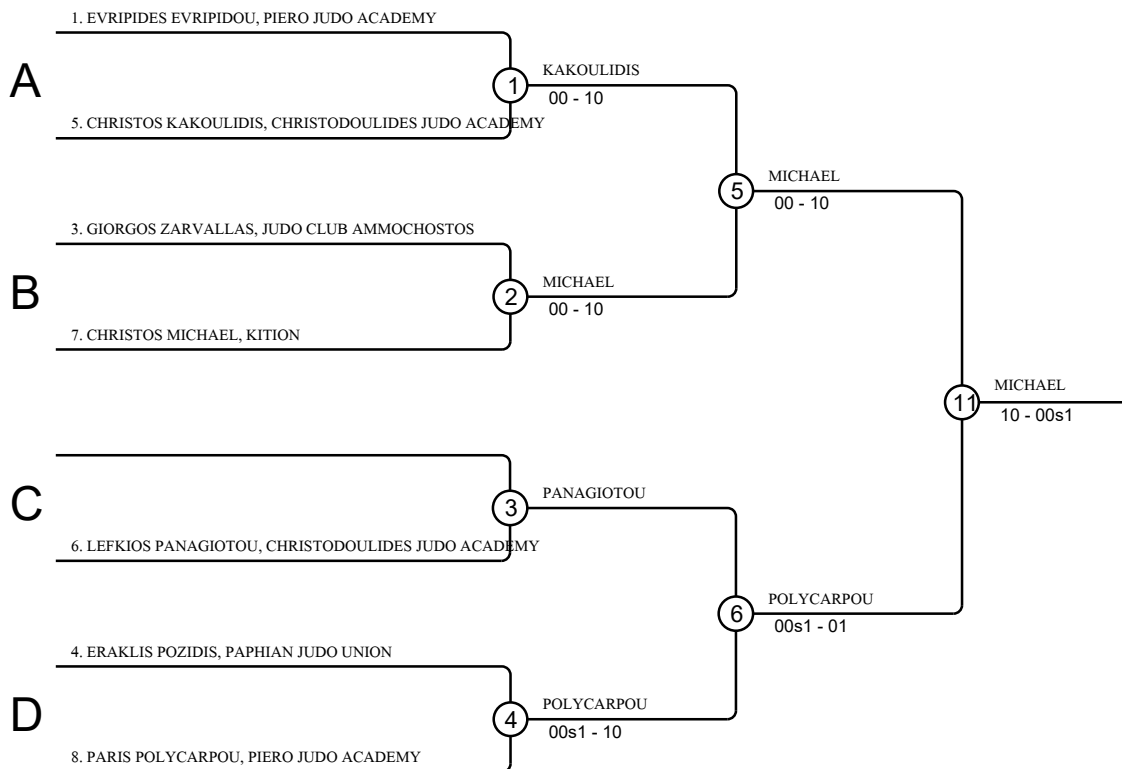 1. EVRIPIDES EVRIPIDOU, PIERO JUDO ACADEMY
A
1
KAKOULIDIS
00 - 10
5. CHRISTOS KAKOULIDIS, CHRISTODOULIDES JUDO ACADEMY
5
MICHAEL
00 - 10
3. GIORGOS ZARVALLAS, JUDO CLUB AMMOCHOSTOS
B
2
MICHAEL
00 - 10
7. CHRISTOS MICHAEL, KITION
11
MICHAEL
10 - 00s1
C
3
PANAGIOTOU
6. LEFKIOS PANAGIOTOU, CHRISTODOULIDES JUDO ACADEMY
6
POLYCARPOU
00s1 - 01
4. ERAKLIS POZIDIS, PAPHIAN JUDO UNION
D
4
POLYCARPOU
00s1 - 10
8. PARIS POLYCARPOU, PIERO JUDO ACADEMY